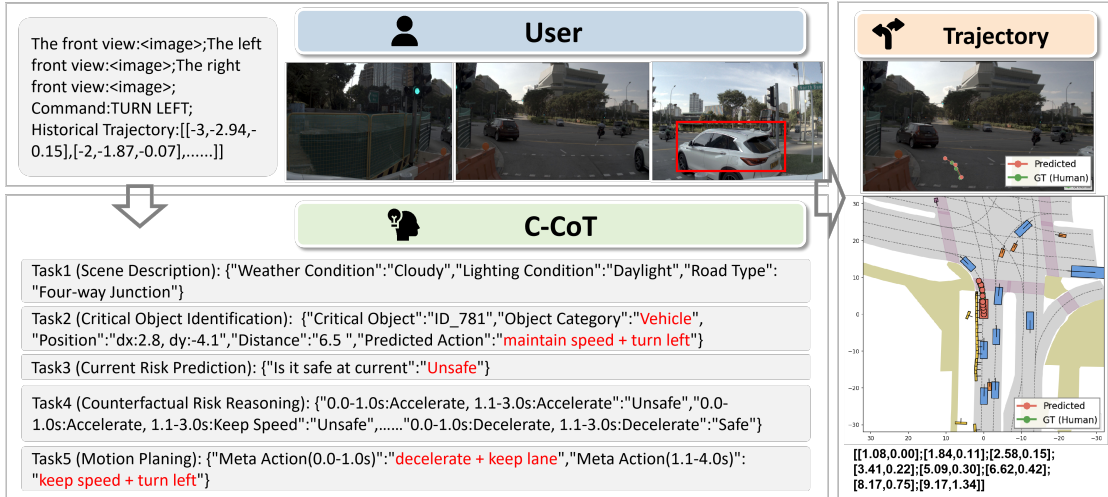 The front view:<image>;The left
front view:<image>;The right
front view:<image>;
Command:TURN LEFT;
Historical Trajectory:[[-3,-2.94,-
0.15],[-2,-1.87,-0.07],......]]
User
C-CoT
Task1 (Scene Description): {"Weather Condition":"Cloudy","Lighting Condition":"Daylight","Road Type":
"Four-way Junction"}
Task2 (Critical Object Identification): {"Critical Object":"ID_781","Object Category":"Vehicle",
"Position":"dx:2.8, dy:-4.1","Distance":"6.5 ","Predicted Action":"maintain speed + turn left"}
Task3 (Current Risk Prediction): {"Is it safe at current":"Unsafe"}
Task4 (Counterfactual Risk Reasoning): {"0.0-1.0s:Accelerate, 1.1-3.0s:Accelerate":"Unsafe","0.0-
1.0s:Accelerate, 1.1-3.0s:Keep Speed":"Unsafe",......"0.0-1.0s:Decelerate, 1.1-3.0s:Decelerate":"Safe"}
Task5 (Motion Planing): {"Meta Action(0.0-1.0s)":"decelerate + keep lane","Meta Action(1.1-4.0s)":
"keep speed + turn left"}
Trajectory
Predicted
GT (Human)
30
20
10
0
−10
−20
−30
Predicted
GT (Human)
30 20 10 0 −10 −20 −30
[[1.08,0.00];[1.84,0.11];[2.58,0.15];
[3.41,0.22];[5.09,0.30];[6.62,0.42];
[8.17,0.75];[9.17,1.34]]